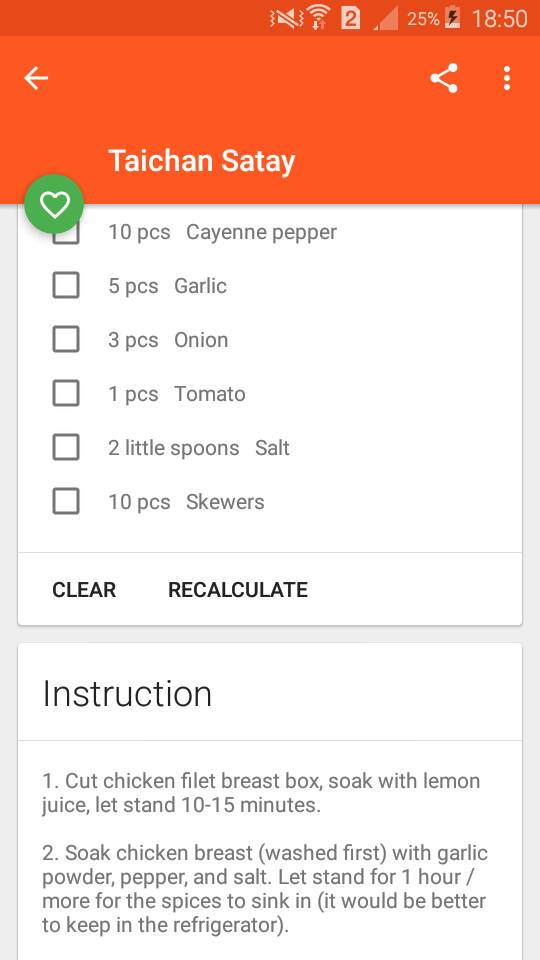 2 25% 18:50
Taichan Satay
10 pcs Cayenne pepper
5 pcs Garlic
3 pcs Onion
1 pcs Tomato
2 little spoons Salt
10 pcs Skewers
CLEAR RECALCULATE
Instruction
1. Cut chicken filet breast box, soak with lemon
juice, let stand 10-15 minutes.
2. Soak chicken breast (washed first) with garlic
powder, pepper, and salt. Let stand for 1 hour /
more for the spices to sink in (it would be better
to keep in the refrigerator).